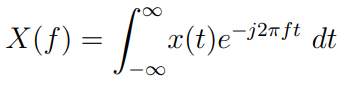 X(f) = ∫_{-∞}^{∞} x(t)e^{-j2πft} dt